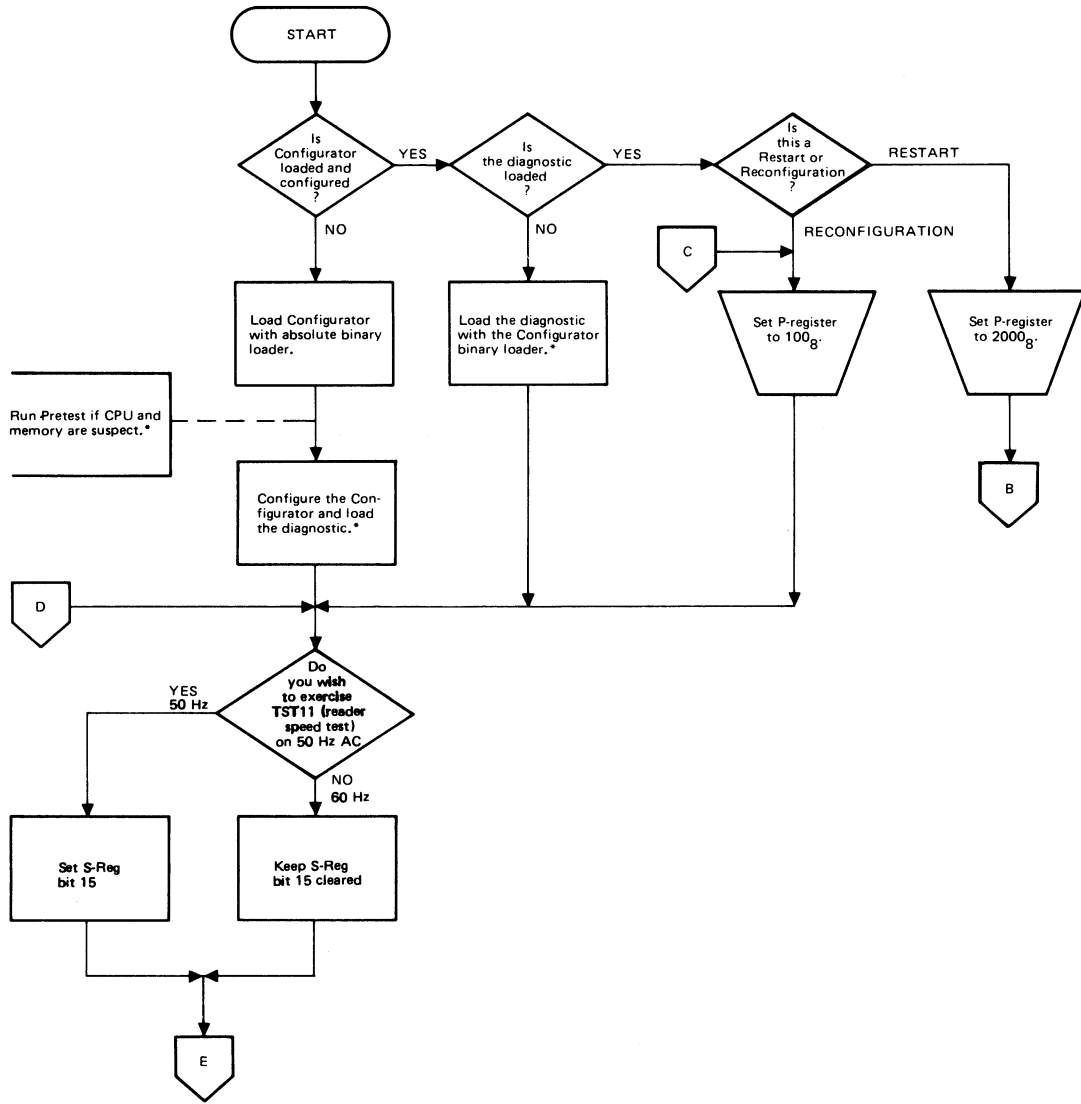 START
Is
Configurator
loaded and
configured
?
YES
NO
Is
the diagnostic
loaded
?
YES
NO
Is
this a
Restart or
Reconfiguration
?
RESTART
RECONFIGURATION
C
Load Configurator
with absolute binary
loader.
Load the diagnostic
with the Configurator
binary loader.*
Set P-register
to 100₈.
Set P-register
to 2000₈.
Run Pretest if CPU and
memory are suspect.*
Configure the Con-
figurator and load
the diagnostic.*
B
D
Do
you wish
to exercise
TST11 (reader
speed test)
on 50 Hz AC
YES
50 Hz
NO
60 Hz
Set S-Reg
bit 15
Keep S-Reg
bit 15 cleared
E